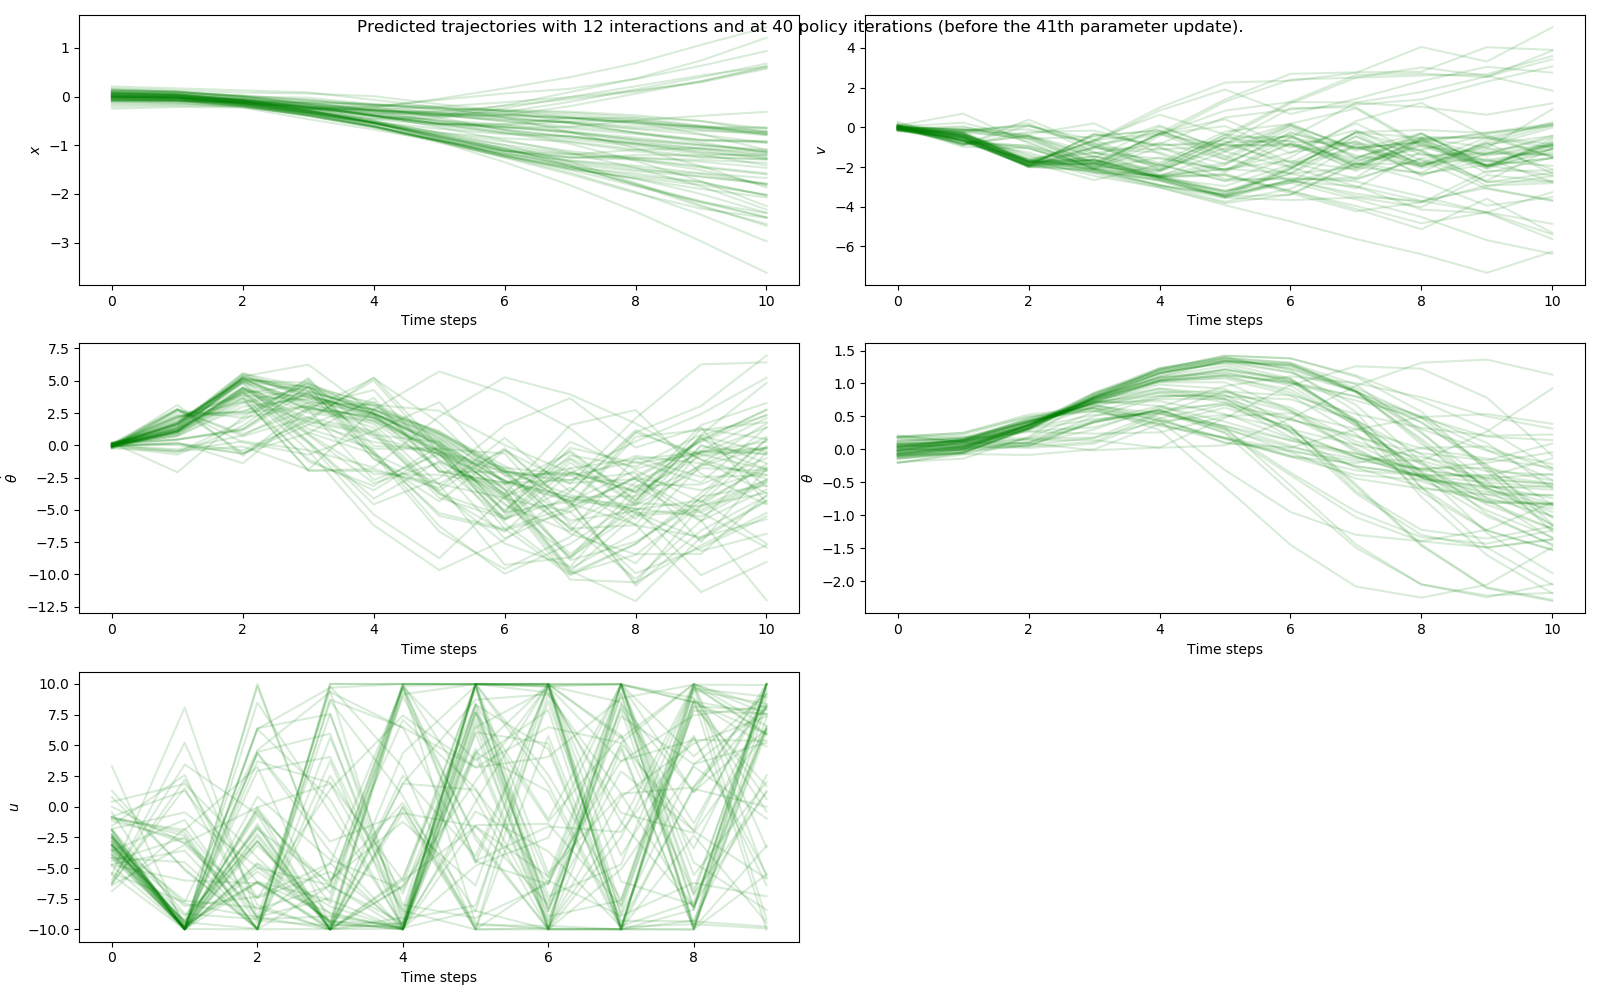 Predicted trajectories with 12 interactions and at 40 policy iterations (before the 41th parameter update).
1
0
−1
−2
−3
x
0 2 4 6 8 10
Time steps
4
2
0
−2
−4
−6
v
0 2 4 6 8 10
Time steps
7.5
5.0
2.5
0.0
−2.5
−5.0
−7.5
−10.0
−12.5
θ̇
0 2 4 6 8 10
Time steps
1.5
1.0
0.5
0.0
−0.5
−1.0
−1.5
−2.0
θ
0 2 4 6 8 10
Time steps
10.0
7.5
5.0
2.5
0.0
−2.5
−5.0
−7.5
−10.0
u
0 2 4 6 8
Time steps